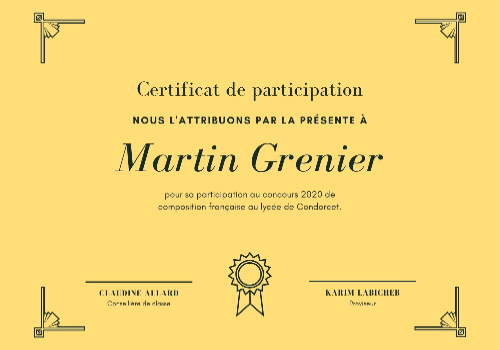 Certificat de participation
NOUS L'ATTRIBUONS PAR LA PRÉSENTE À
Martin Grenier
pour sa participation au concours 2020 de
composition française au lycée de Condorcet.
CLAUDINE ALLARD
Conseillère de classe
KARIM LABICHEB
Proviseur